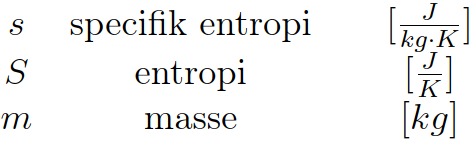 s specifik entropi [J/kg·K]
S entropi [J/K]
m masse [kg]